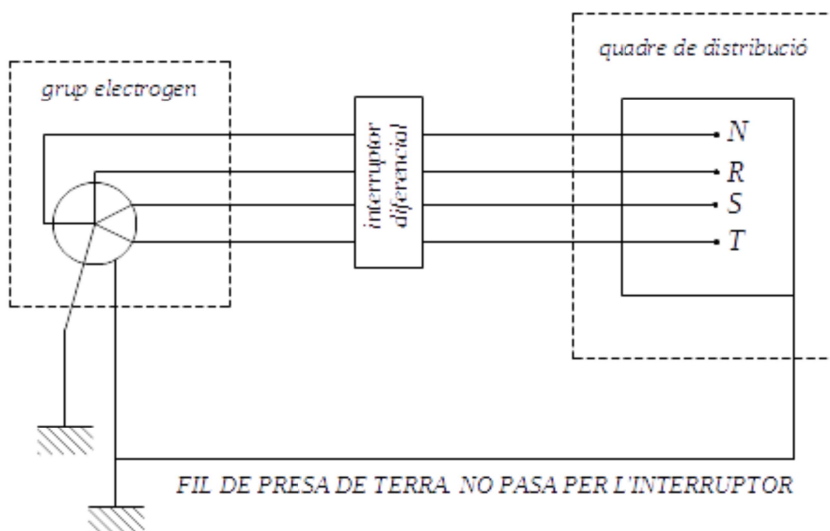 quadre de distribució
grup electrogen
interruptor
diferencial
N
R
S
T
FIL DE PRESA DE TERRA. NO PASA PER L'INTERRUPTOR